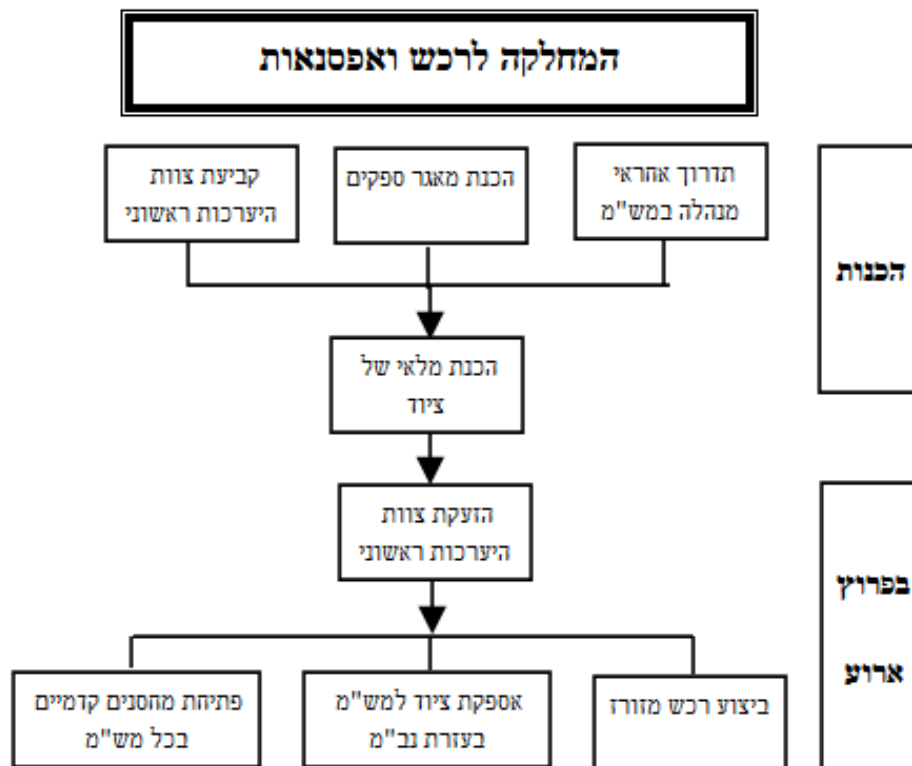 המחלקה לרכש ואפסנאות
תדרוך אחראי
מנהלה במש"מ
הכנת מאגר ספקים
קביעת צוות
היערכות ראשוני
הכנות
הכנת מלאי של
ציוד
הזעקת צוות
היערכות ראשוני
בפרוץ
ארוע
ביצוע רכש מזורז
אספקת ציוד למש"מ
בעזרת נב"מ
פתיחת מחסנים קדמיים
בכל מש"מ